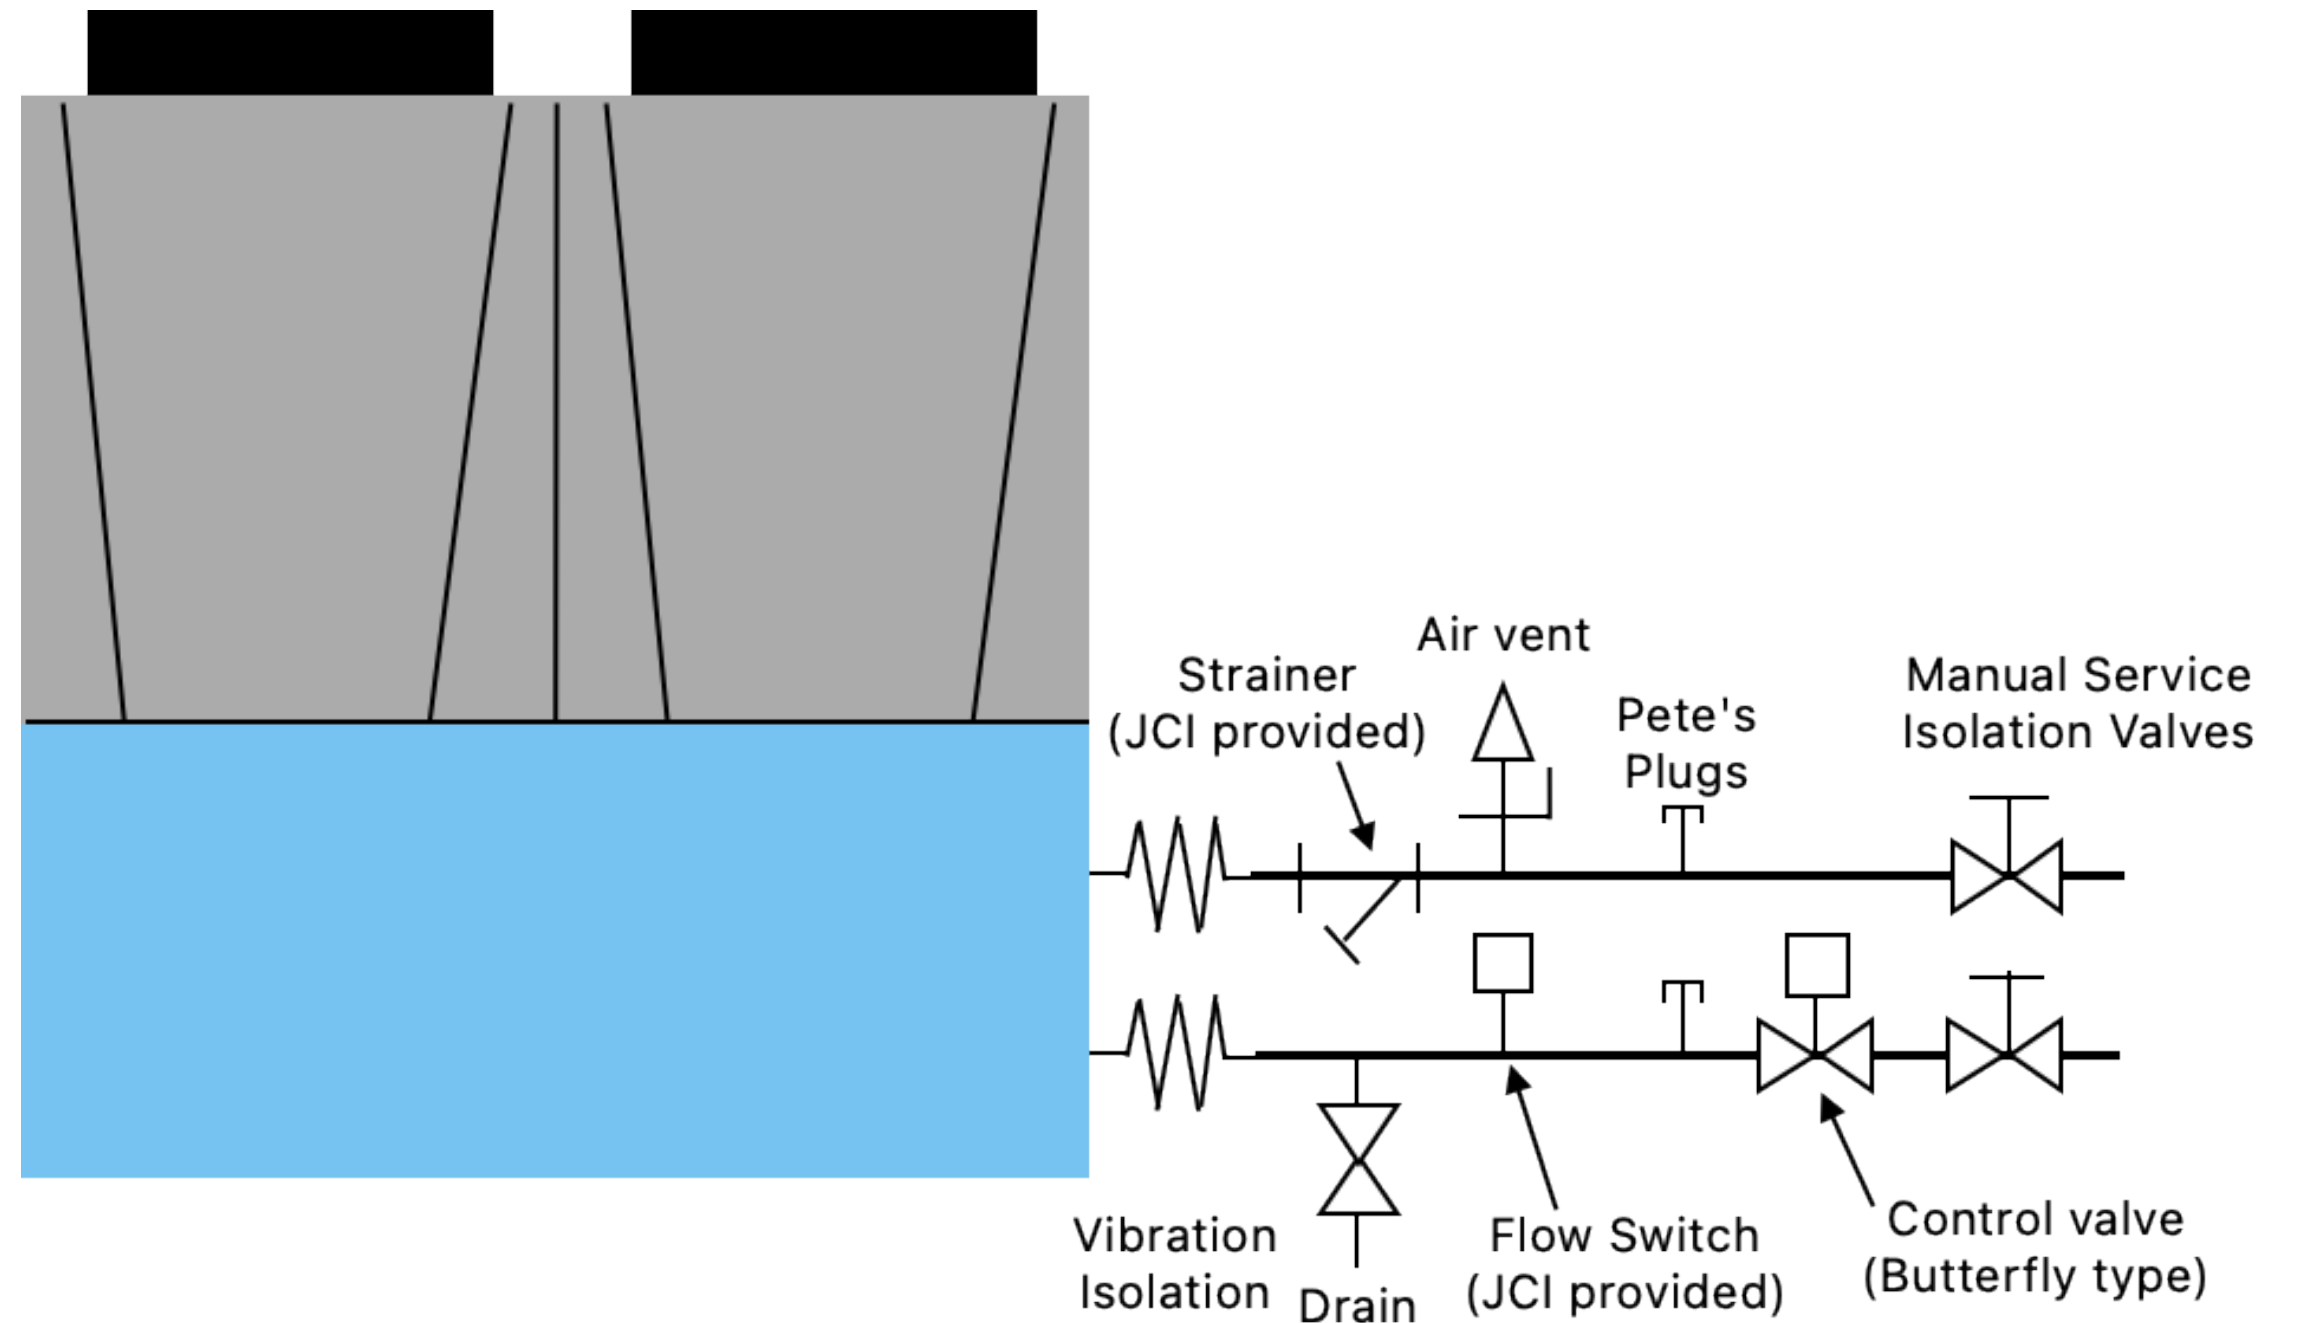 Air vent
Strainer
(JCI provided)
Pete's
Plugs
Manual Service
Isolation Valves
Vibration
Isolation
Drain
Flow Switch
(JCI provided)
Control valve
(Butterfly type)